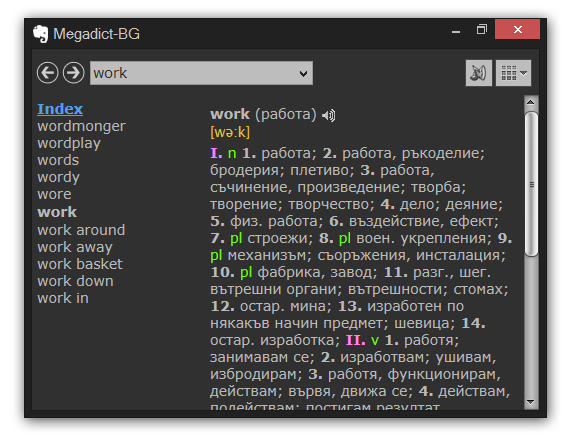 Megadict-BG
work
Index
wordmonger
wordplay
words
wordy
wore
work
work around
work away
work basket
work down
work in
work (работа)
[wə:k]
I. n 1. работа; 2. работа, ръкоделие;
бродерия; плетиво; 3. работа,
съчинение, произведение; творба;
творение; творчество; 4. дело; деяние;
5. физ. работа; 6. въздействие, ефект;
7. pl строежи; 8. pl воен. укрепления; 9.
pl механизъм; съоръжения, инсталация;
10. pl фабрика, завод; 11. разг., шег.
вътрешни органи; вътрешности; стомах;
12. остар. мина; 13. изработен по
някакъв начин предмет; шевица; 14.
остар. изработка; II. v 1. работя;
занимавам се; 2. изработвам; ушивам,
избродирам; 3. работя, функционирам,
действам; вървя, движа се; 4. действам,
подействам; постигам резултат